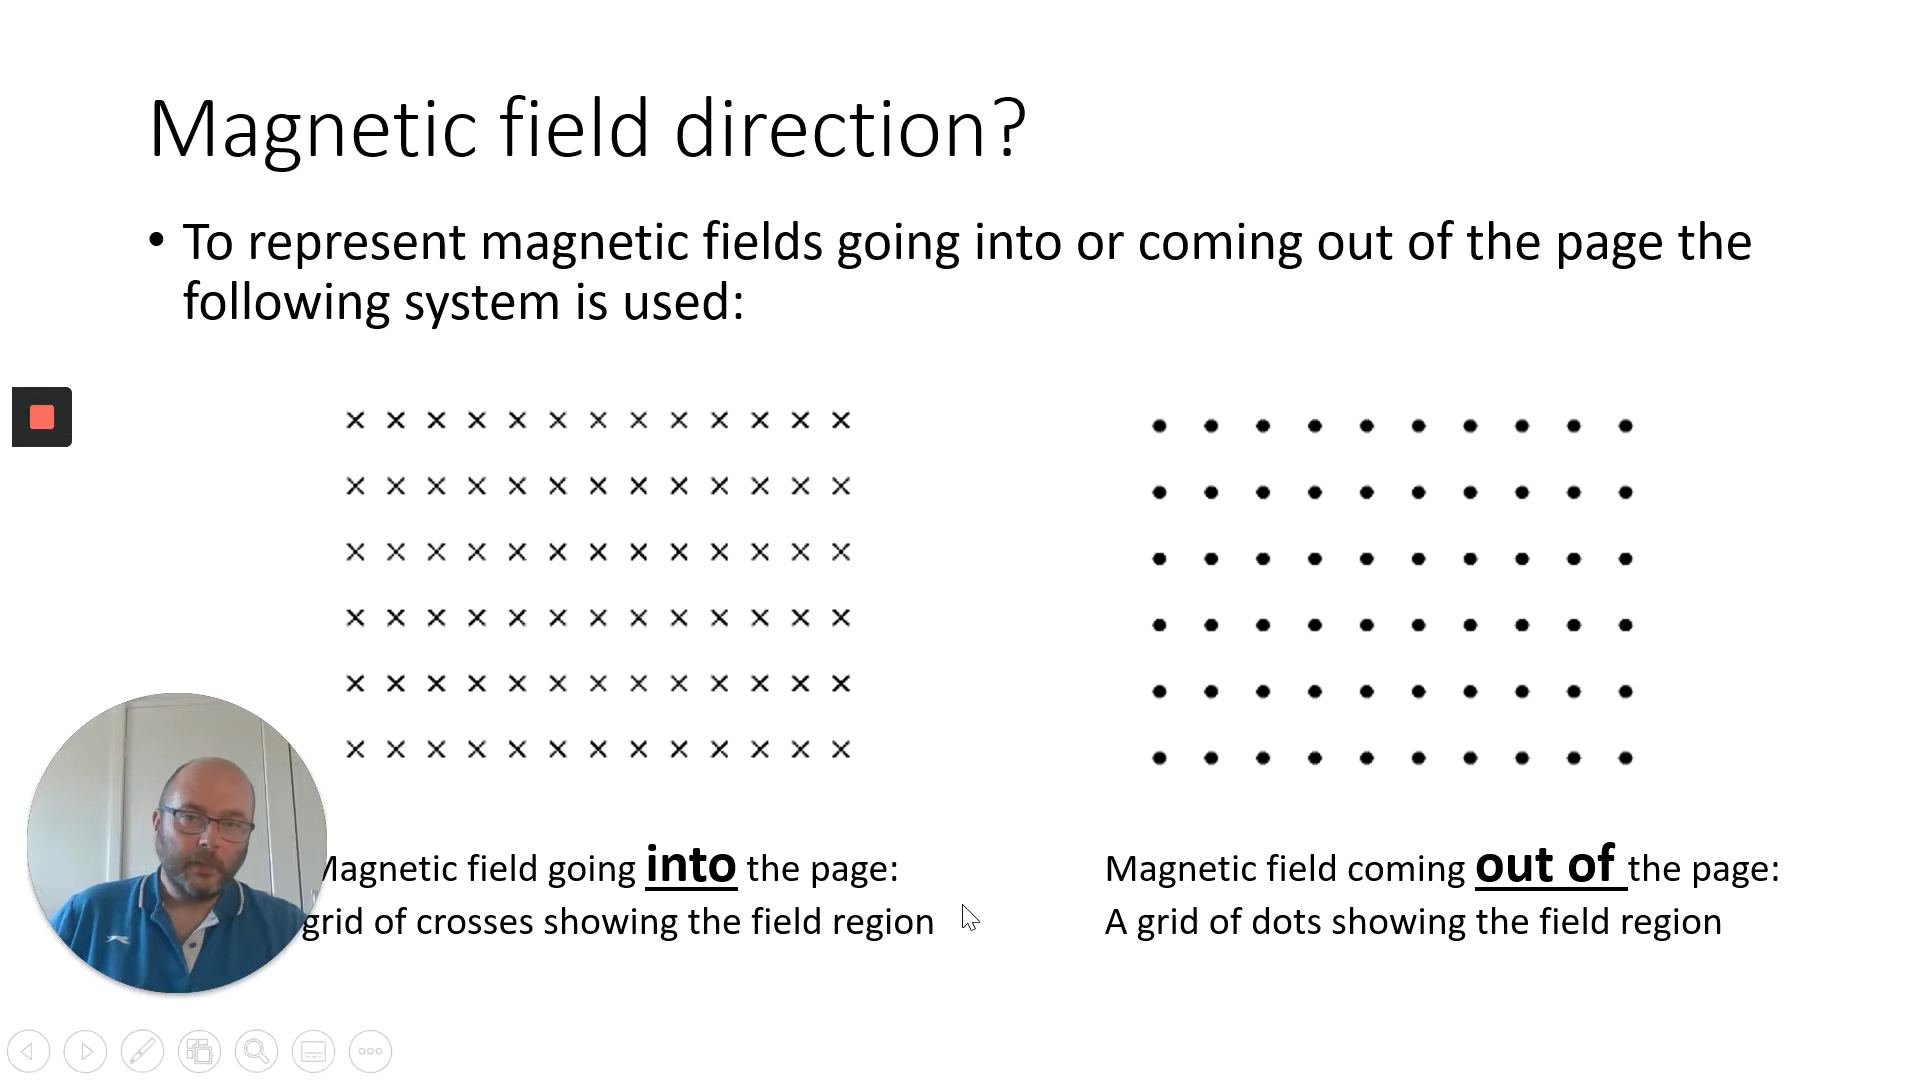 Magnetic field direction?
• To represent magnetic fields going into or coming out of the page the
following system is used:
Magnetic field going into the page:
grid of crosses showing the field region
Magnetic field coming out of the page:
A grid of dots showing the field region